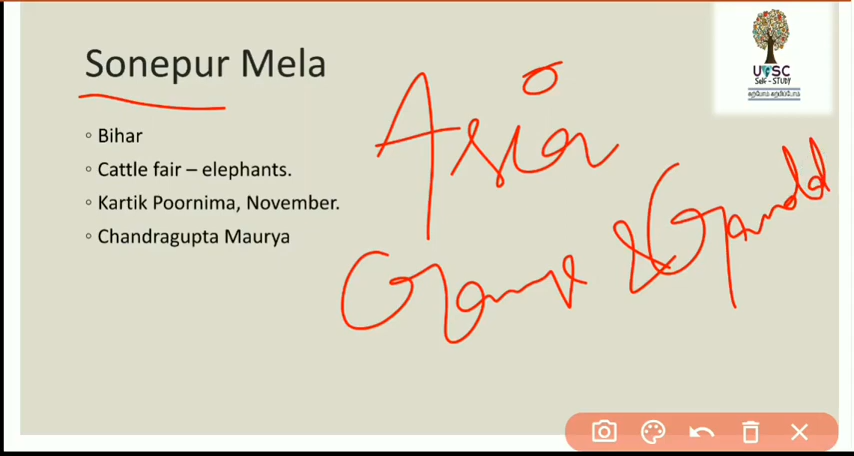 Sonepur Mela
Bihar
Cattle fair – elephants.
Kartik Poornima, November.
Chandragupta Maurya
Asia
&
UPSC
Self - STUDY